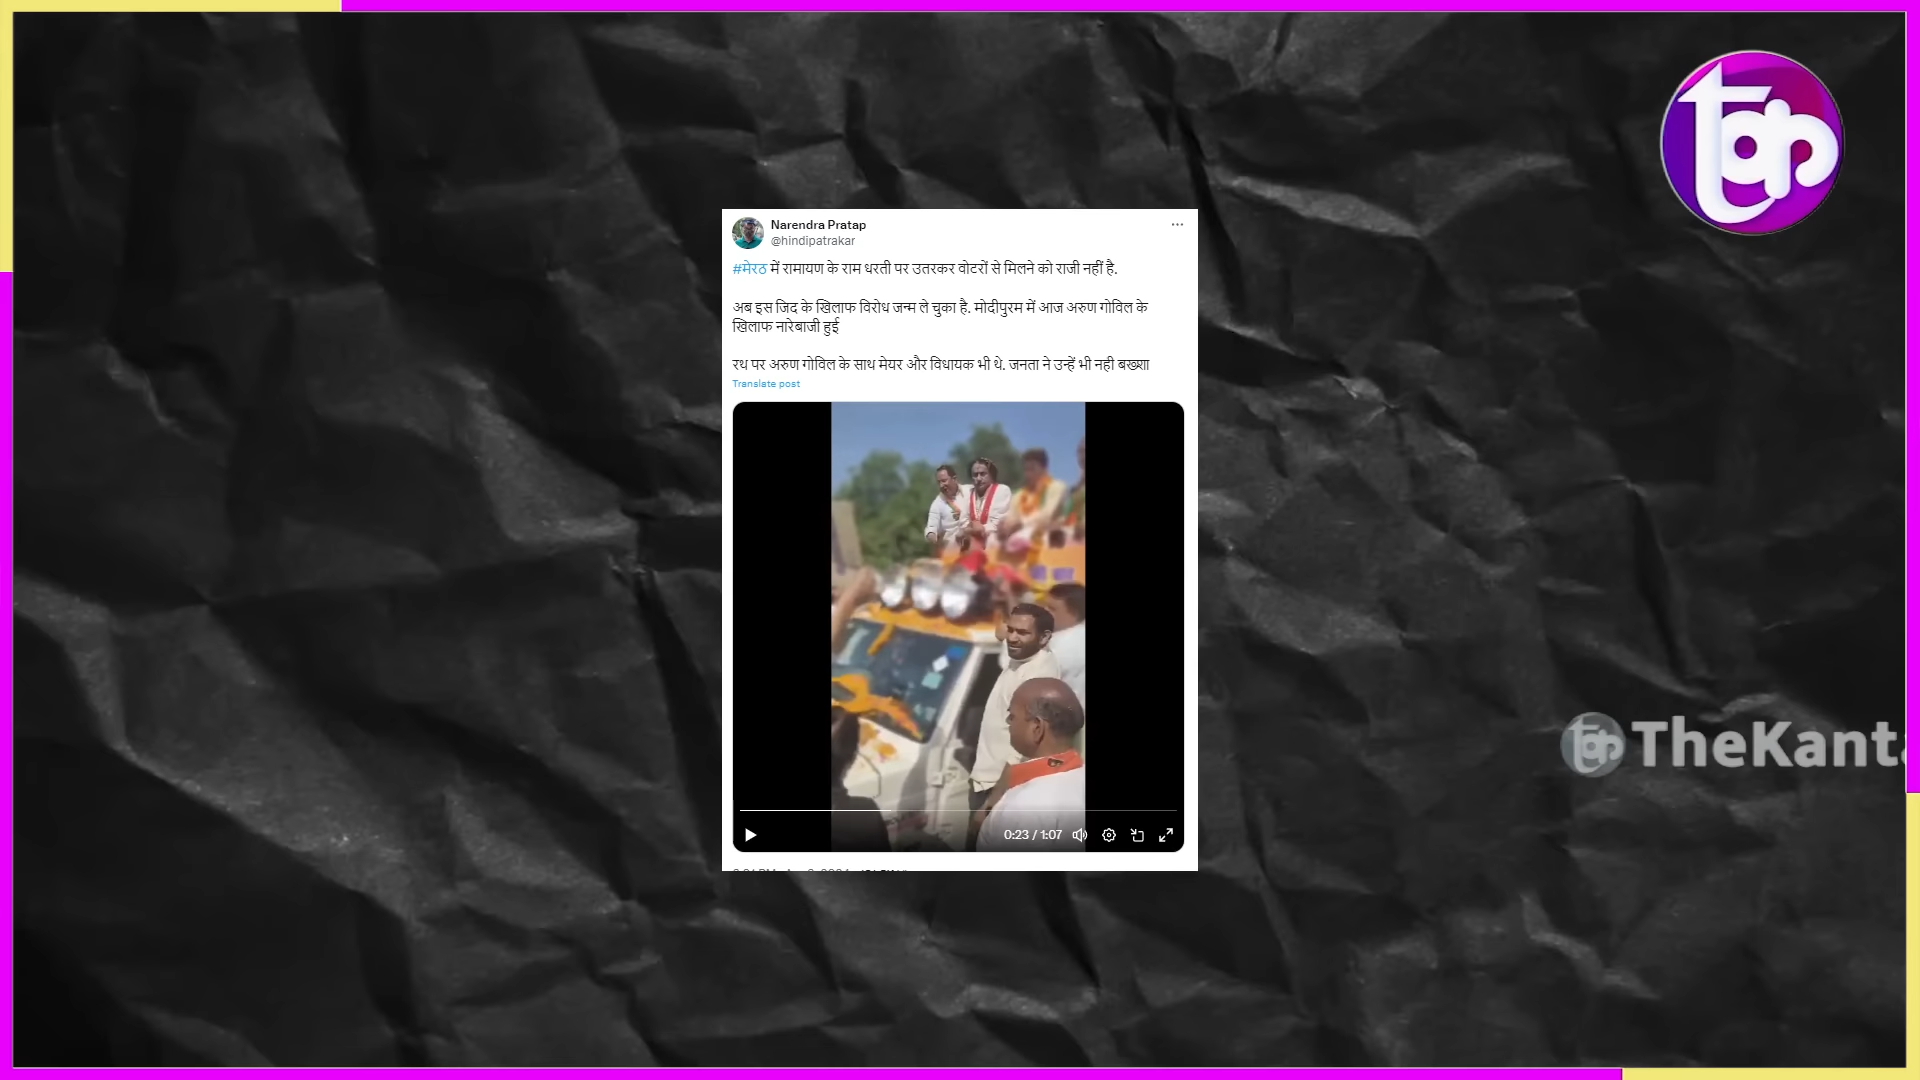 Narendra Pratap
@hindipatrakar
#मेरठ में रामायण के राम धरती पर उतरकर वोटरों से मिलने को राजी नहीं है.
अब इस जिद के खिलाफ विरोध जन्म ले चुका है. मोदीपुरम में आज अरुण गोविल के
खिलाफ नारेबाजी हुई
रथ पर अरुण गोविल के साथ मेयर और विधायक भी थे. जनता ने उन्हें भी नही बख्शा
Translate post
0:23 / 1:07
TheKanta